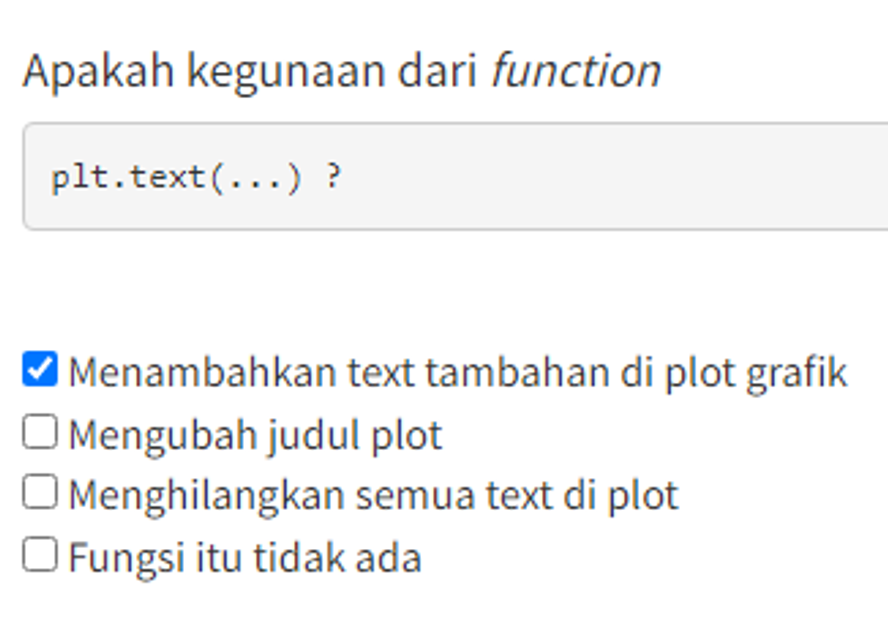 Apakah kegunaan dari function
plt.text(...) ?
Menambahkan text tambahan di plot grafik
Mengubah judul plot
Menghilangkan semua text di plot
Fungsi itu tidak ada